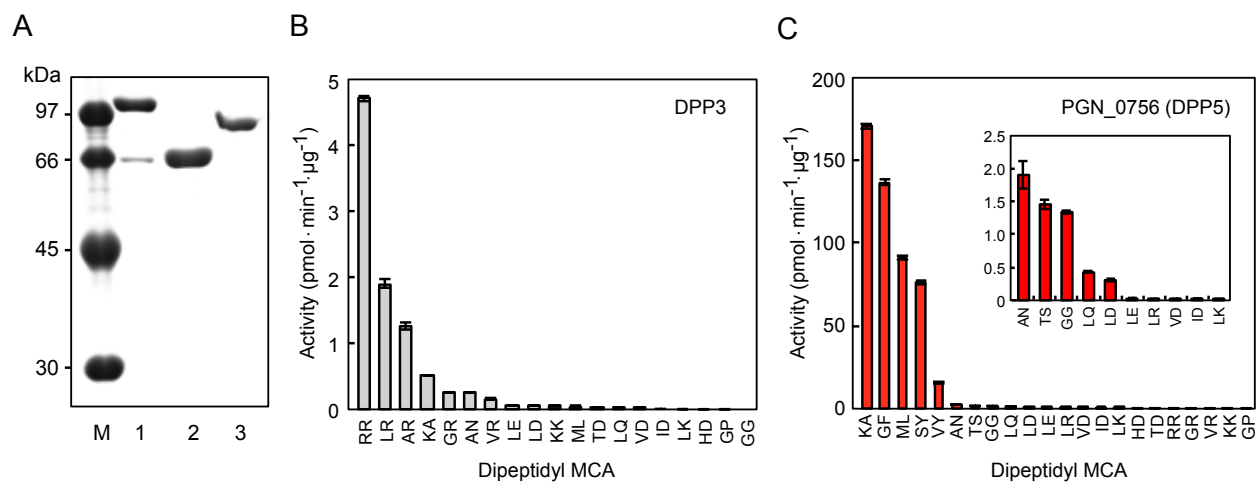 A
kDa
97
66
45
30
M 1 2 3
B
DPP3
Activity (pmol · min⁻¹·μg⁻¹)
5
4
3
2
1
0
RR LR AR KA GR AN VR LE LD KK ML TD LQ VD ID LK HD GP GG
Dipeptidyl MCA
C
PGN_0756 (DPP5)
Activity (pmol · min⁻¹·μg⁻¹)
200
150
100
50
0
2.5
2.0
1.5
1.0
0.5
0
AN TS GG LQ LD LE LR VD ID LK
KA GF ML SY VY AN TS GG LQ LD LE LR VD ID LK HD TD RR GR VR KK GP
Dipeptidyl MCA